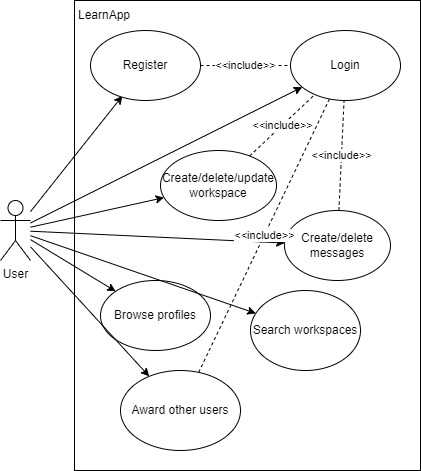 LearnApp
Register
<<include>>
Login
<<include>>
<<include>>
Create/delete/update
workspace
User
<<include>>
Create/delete
messages
Browse profiles
Search workspaces
Award other users